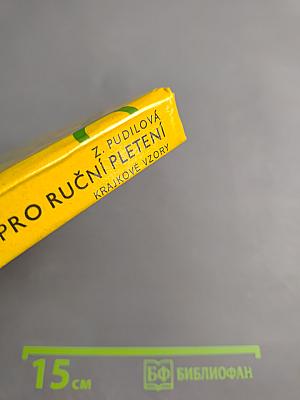 Z. PUDILOVÁ
PRO RUČNÍ PLETENÍ
KRAJKOVÉ VZORY
15 см
БФ БИБЛИОФАН